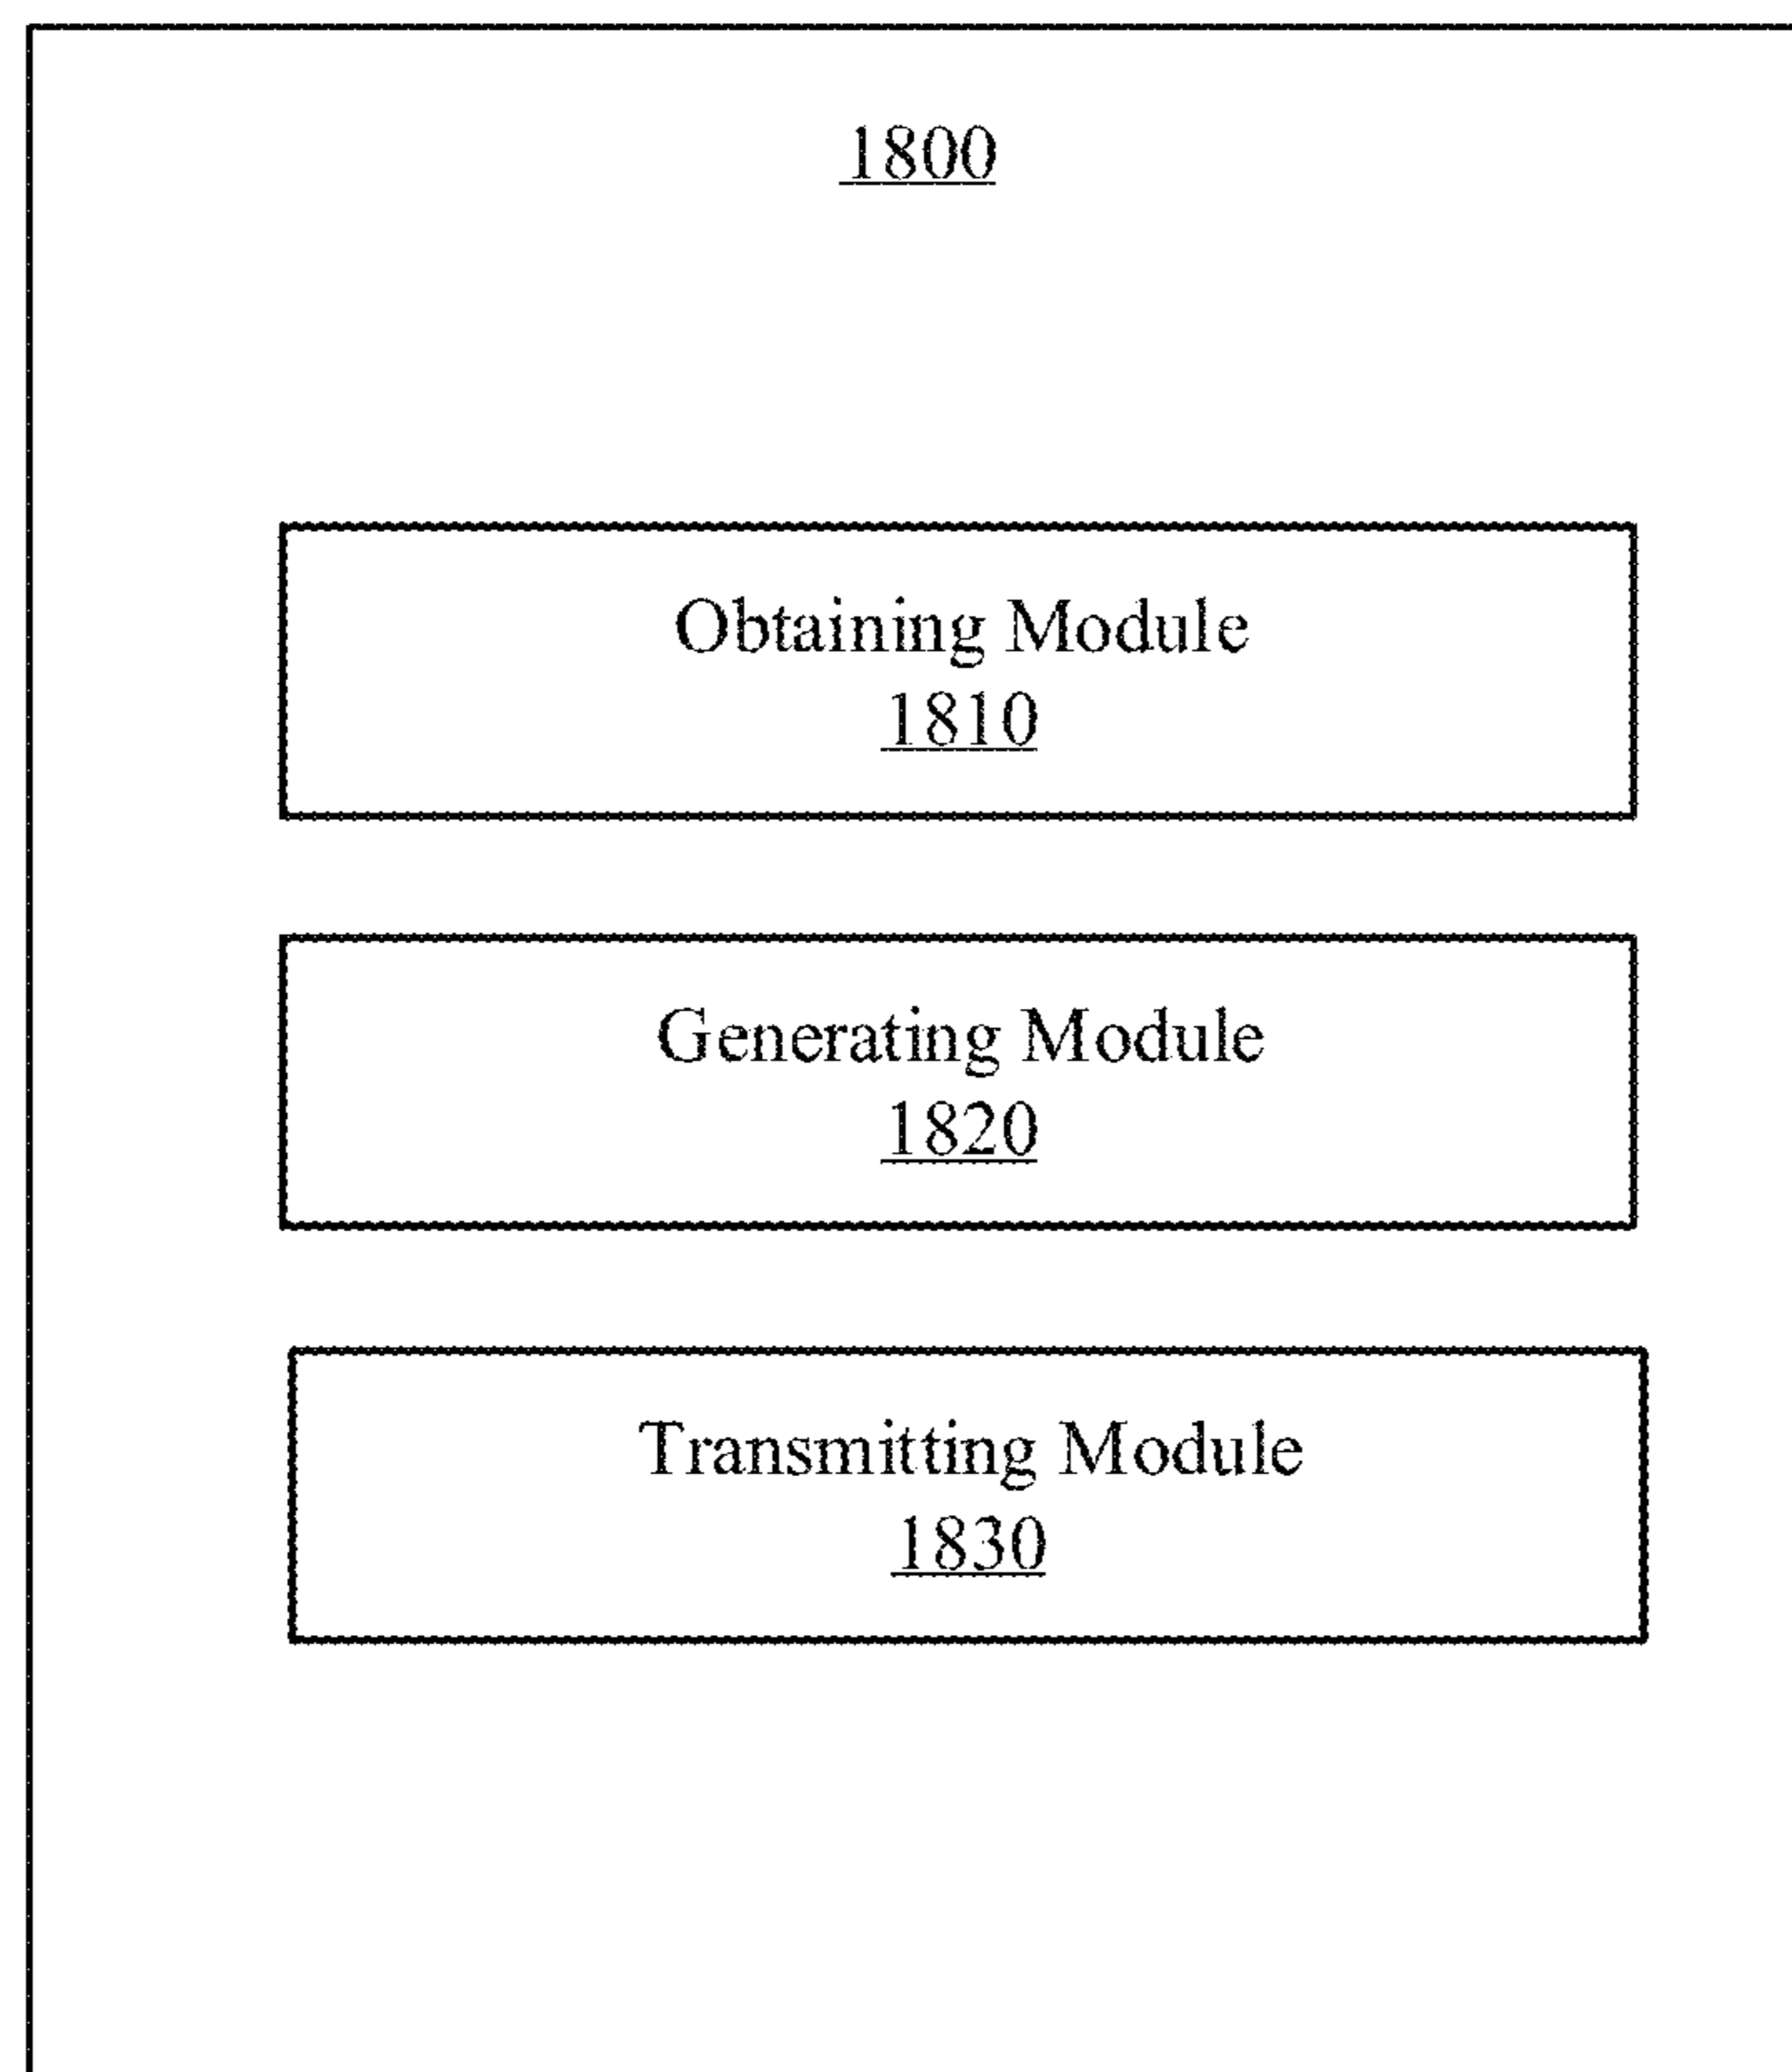 1800
Obtaining Module
1810
Generating Module
1820
Transmitting Module
1830